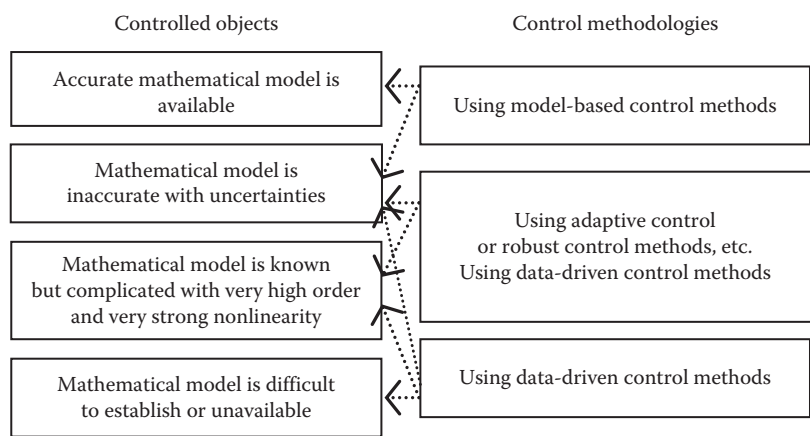 Controlled objects
Control methodologies
Accurate mathematical model is
available
Using model-based control methods
Mathematical model is
inaccurate with uncertainties
Using adaptive control
or robust control methods, etc.
Using data-driven control methods
Mathematical model is known
but complicated with very high order
and very strong nonlinearity
Mathematical model is difficult
to establish or unavailable
Using data-driven control methods